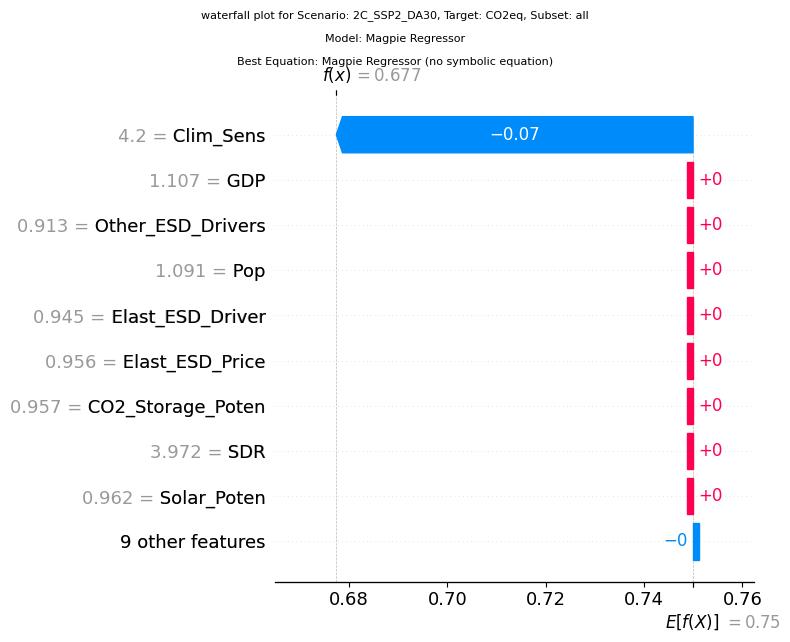 waterfall plot for Scenario: 2C_SSP2_DA30, Target: CO2eq, Subset: all
Model: Magpie Regressor
Best Equation: Magpie Regressor (no symbolic equation)
f(x) = 0.677
4.2 = Clim_Sens −0.07
1.107 = GDP +0
0.913 = Other_ESD_Drivers +0
1.091 = Pop +0
0.945 = Elast_ESD_Driver +0
0.956 = Elast_ESD_Price +0
0.957 = CO2_Storage_Poten +0
3.972 = SDR +0
0.962 = Solar_Poten +0
9 other features −0
0.68 0.70 0.72 0.74 0.76
E[f(X)] = 0.75